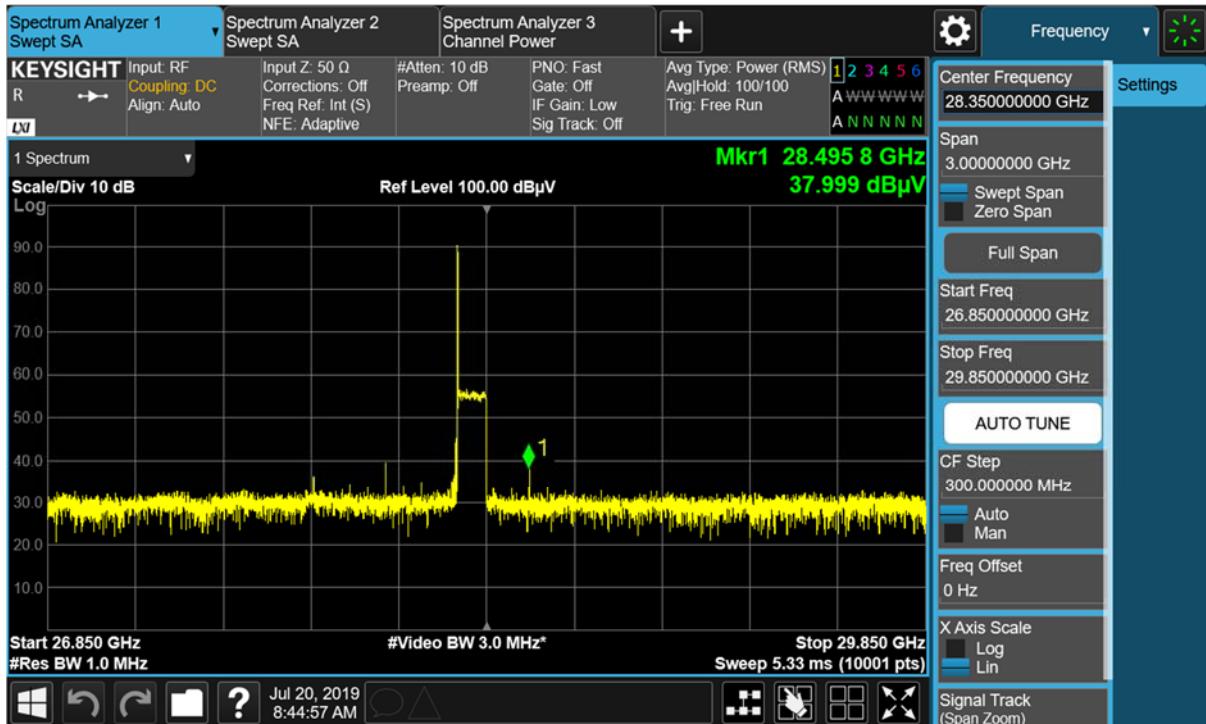 Spectrum Analyzer 1
Swept SA
Spectrum Analyzer 2
Swept SA
Spectrum Analyzer 3
Channel Power
+
Frequency
KEYSIGHT
R
LXI
Input: RF
Coupling: DC
Align: Auto
Input Z: 50 Ω
Corrections: Off
Freq Ref: Int (S)
NFE: Adaptive
#Atten: 10 dB
Preamp: Off
PNO: Fast
Gate: Off
IF Gain: Low
Sig Track: Off
Avg Type: Power (RMS)
Avg|Hold: 100/100
Trig: Free Run
1 2 3 4 5 6
A W W W W W
A N N N N N
Center Frequency
28.350000000 GHz
Settings
Span
3.00000000 GHz
Swept Span
Zero Span
Full Span
Start Freq
26.850000000 GHz
Stop Freq
29.850000000 GHz
AUTO TUNE
CF Step
300.000000 MHz
Auto
Man
Freq Offset
0 Hz
X Axis Scale
Log
Lin
Signal Track
(Span Zoom)
1 Spectrum
Mkr1 28.495 8 GHz
37.999 dBµV
Scale/Div 10 dB
Ref Level 100.00 dBµV
Log
90.0
80.0
70.0
60.0
50.0
40.0
30.0
20.0
10.0
1
Start 26.850 GHz
#Video BW 3.0 MHz*
Stop 29.850 GHz
#Res BW 1.0 MHz
Sweep 5.33 ms (10001 pts)
?
Jul 20, 2019
8:44:57 AM